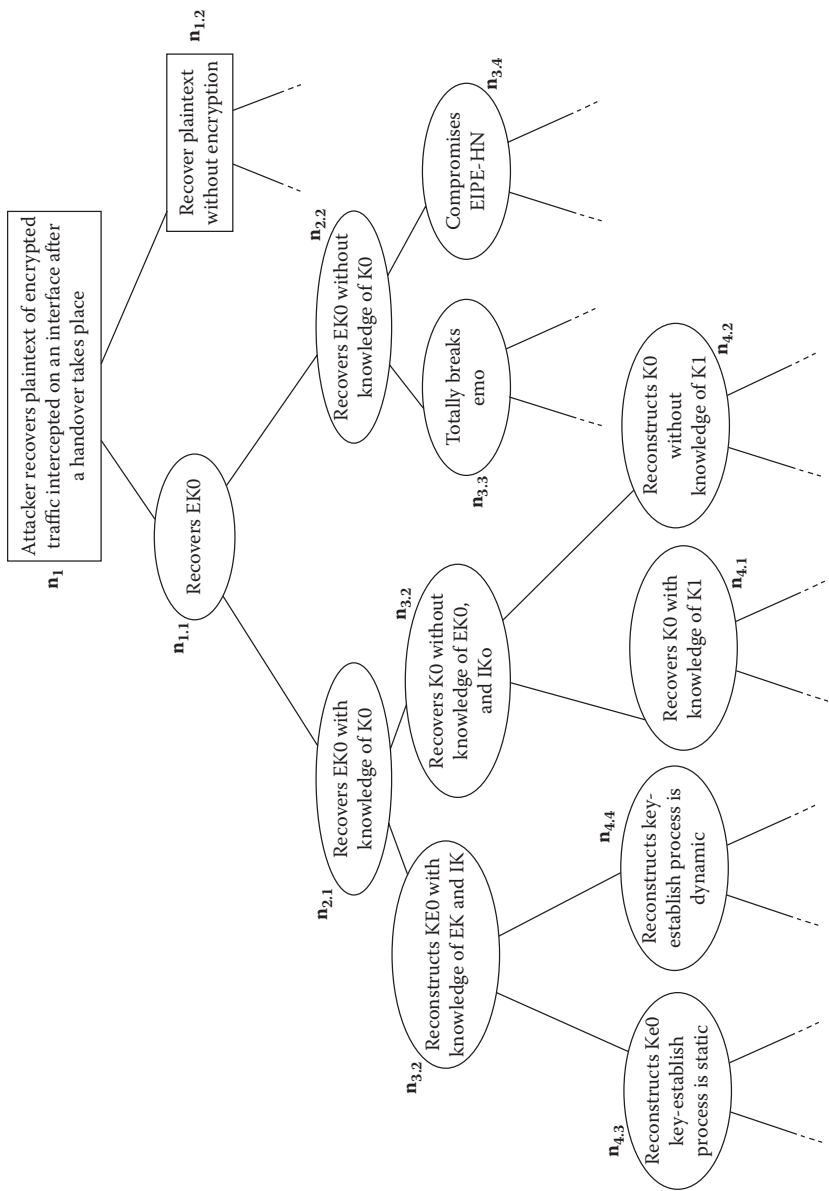 Attacker recovers plaintext of encrypted
traffic intercepted on an interface after
a handover takes place
n1
Recover plaintext
without encryption
n1.2
Recovers EK0
n1.1
Recovers EK0 with
knowledge of K0
n2.1
Recovers EK0 without
knowledge of K0
n2.2
Reconstructs KE0 with
knowledge of EK and IK
n3.2
Recovers K0 without
knowledge of EK0,
and IKo
n3.2
Totally breaks
emo
n3.3
Compromises
EIPE-HN
n3.4
Reconstructs Ke0
key-establish
process is static
n4.3
Reconstructs key-
establish process is
dynamic
n4.4
Recovers K0 with
knowledge of K1
n4.1
Reconstructs K0
without
knowledge of K1
n4.2